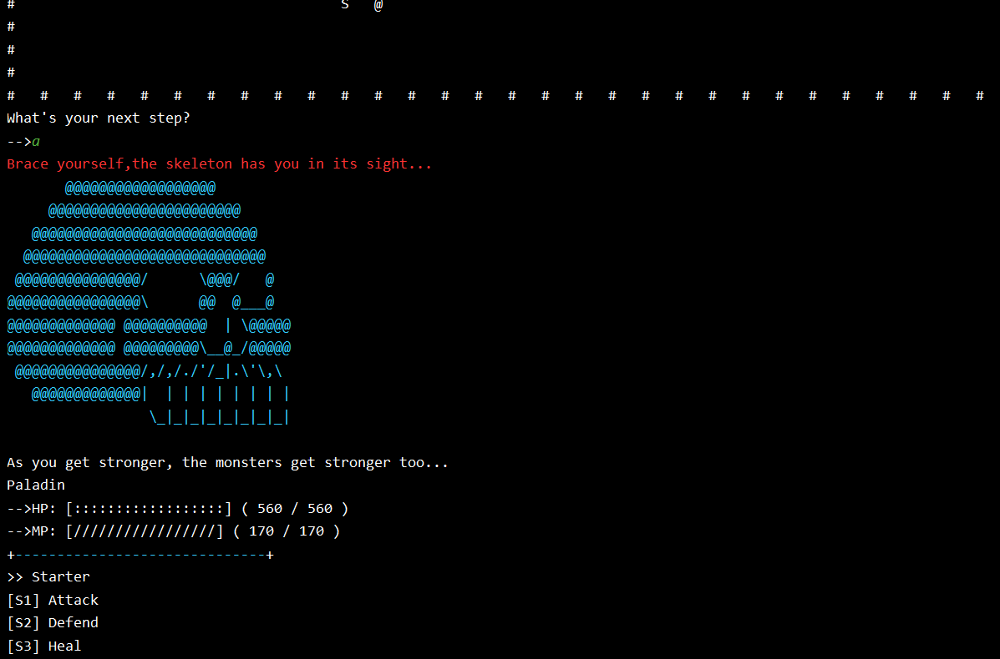 #                                       S   @
#
#
#
#   #   #   #   #   #   #   #   #   #   #   #   #   #   #   #   #   #   #   #   #   #   #   #   #   #   #   #   #   #
What's your next step?
-->a
Brace yourself,the skeleton has you in its sight...
       @@@@@@@@@@@@@@@@@@
     @@@@@@@@@@@@@@@@@@@@@@@
   @@@@@@@@@@@@@@@@@@@@@@@@@@@
  @@@@@@@@@@@@@@@@@@@@@@@@@@@@@
 @@@@@@@@@@@@@@@/      \@@@/   @
@@@@@@@@@@@@@@@@\      @@  @___@
@@@@@@@@@@@@@ @@@@@@@@@@  | \@@@@@
@@@@@@@@@@@@@ @@@@@@@@@\__@_/@@@@@
 @@@@@@@@@@@@@@@/,/,/./'/_|.\'\,\
   @@@@@@@@@@@@@|  | | | | | | | |
                 \_|_|_|_|_|_|_|_|
As you get stronger, the monsters get stronger too...
Paladin
-->HP: [::::::::::::::::::] ( 560 / 560 )
-->MP: [/////////////////] ( 170 / 170 )
+------------------------------+
>> Starter
[S1] Attack
[S2] Defend
[S3] Heal